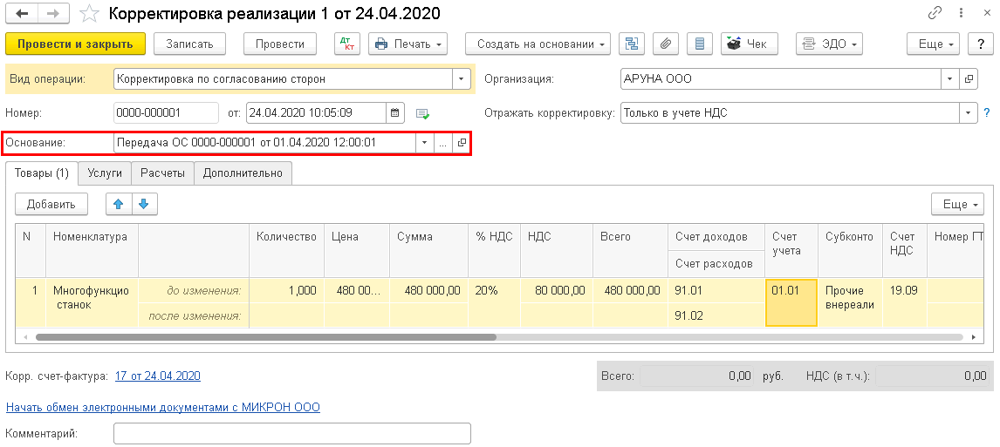 Корректировка реализации 1 от 24.04.2020
Провести и закрыть Записать Провести Дт Кт Печать Создать на основании Чек ЭДО Еще ?
Вид операции: Корректировка по согласованию сторон Организация: АРУНА ООО
Номер: 0000-000001 от: 24.04.2020 10:05:09 Отражать корректировку: Только в учете НДС ?
Основание: Передача ОС 0000-000001 от 01.04.2020 12:00:01 ...
Товары (1) Услуги Расчеты Дополнительно
Добавить Еще
N Номенклатура Количество Цена Сумма % НДС НДС Всего Счет доходов Счет Субконто Счет Номер ГТ
учета НДС
Счет расходов
1 Многофункцио до изменения: 1,000 480 00... 480 000,00 20% 80 000,00 480 000,00 91.01 01.01 Прочие 19.09
станок внереали
после изменения: 91.02
Корр. счет-фактура: 17 от 24.04.2020 Всего: 0,00 руб. НДС (в т.ч.): 0,00
Начать обмен электронными документами с МИКРОН ООО
Комментарий: